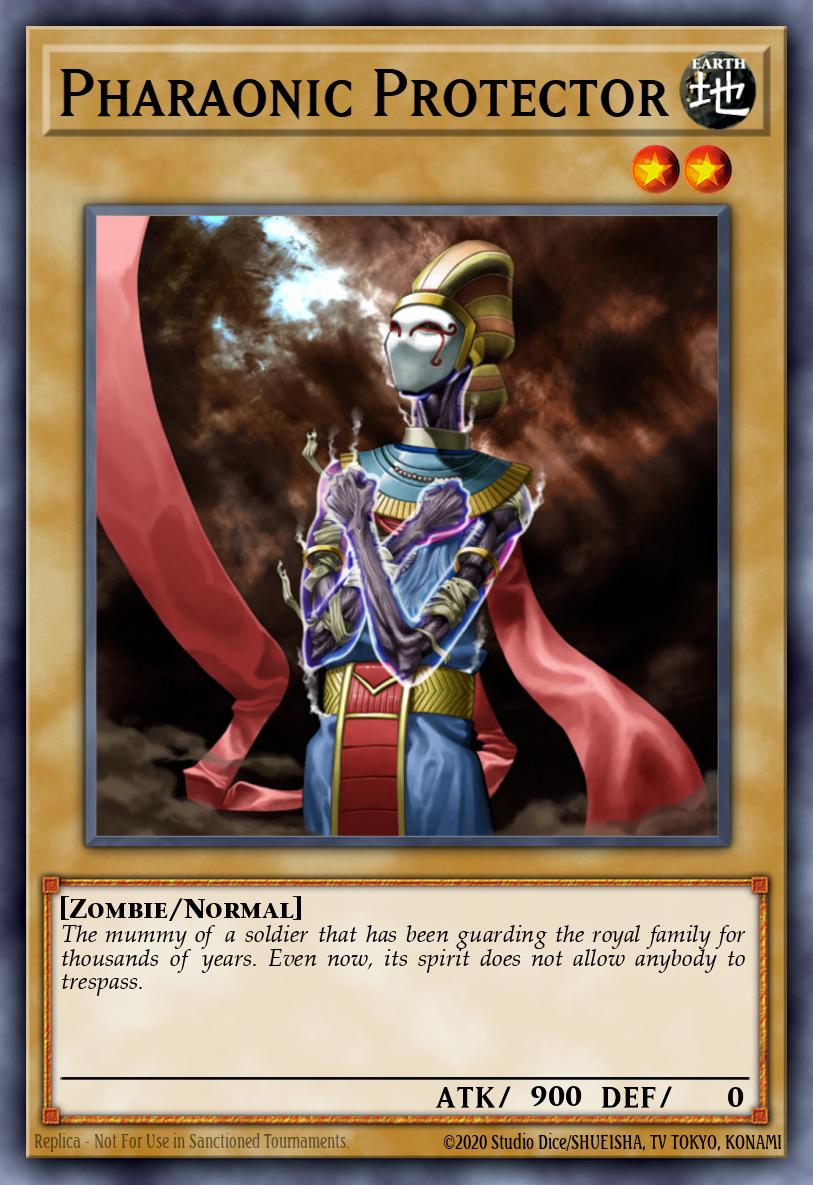 Pharaonic Protector
EARTH
地
[Zombie/Normal]
The mummy of a soldier that has been guarding the royal family for
thousands of years. Even now, its spirit does not allow anybody to
trespass.
ATK/ 900 DEF/ 0
Replica - Not For Use in Sanctioned Tournaments.
©2020 Studio Dice/SHUEISHA, TV TOKYO, KONAMI